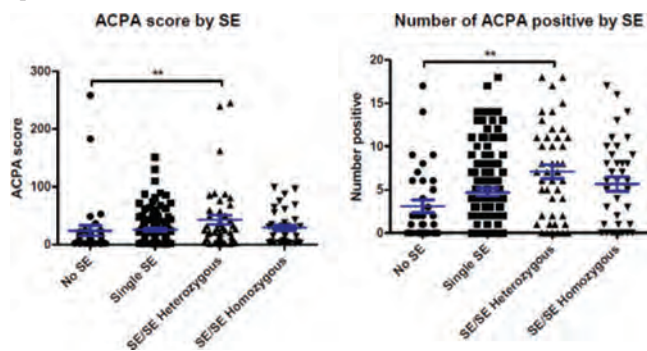 ACPA score by SE
**
300
200
100
0
ACPA score
No SE
Single SE
SE/SE Heterozygous
SE/SE Homozygous
Number of ACPA positive by SE
**
20
15
10
5
0
Number positive
No SE
Single SE
SE/SE Heterozygous
SE/SE Homozygous